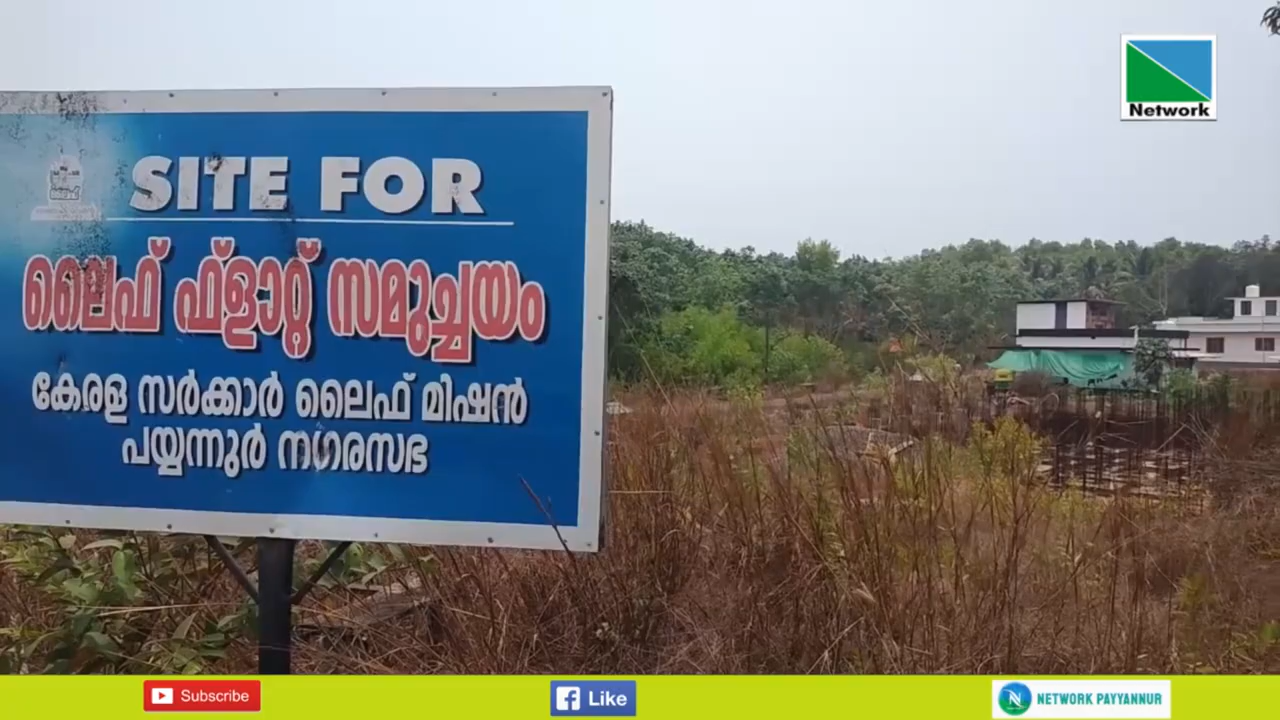 SITE FOR
ലൈഫ് ഫ്ളാറ്റ് സമുച്ചയം
കേരള സർക്കാർ ലൈഫ് മിഷൻ
പയ്യന്നൂർ നഗരസഭ
Network
Subscribe
Like
NETWORK PAYYANNUR